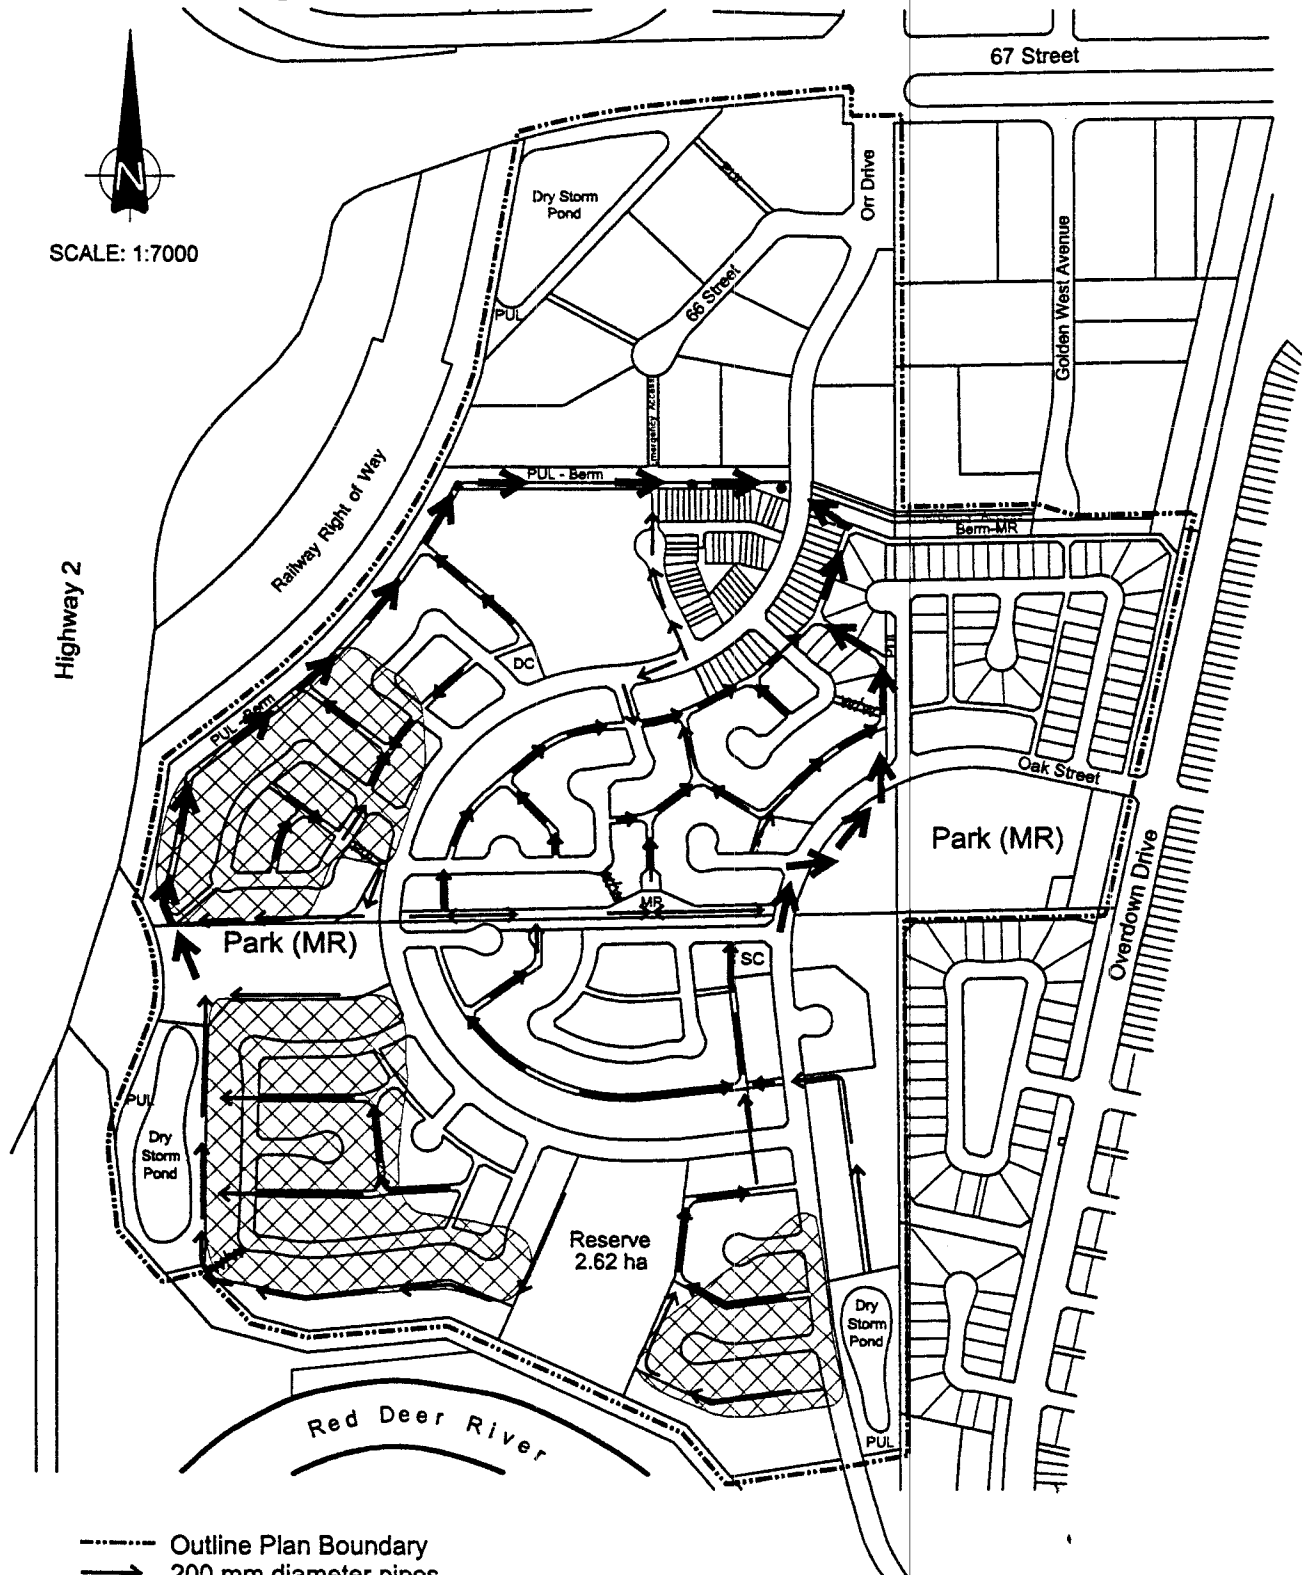 67 Street
N
SCALE: 1:7000
Dry Storm
Pond
Orr Drive
66 Street
Golden West Avenue
PUL
Emergency Access
PUL - Berm
Railway Right of Way
Berm-MR
Highway 2
DC
PUL - Berm
Oak Street
Park (MR)
Overdown Drive
MR
Park (MR)
SC
PUL
Dry
Storm
Pond
Reserve
2.62 ha
Dry
Storm
Pond
PUL
Red Deer River
Outline Plan Boundary
200 mm diameter pipes